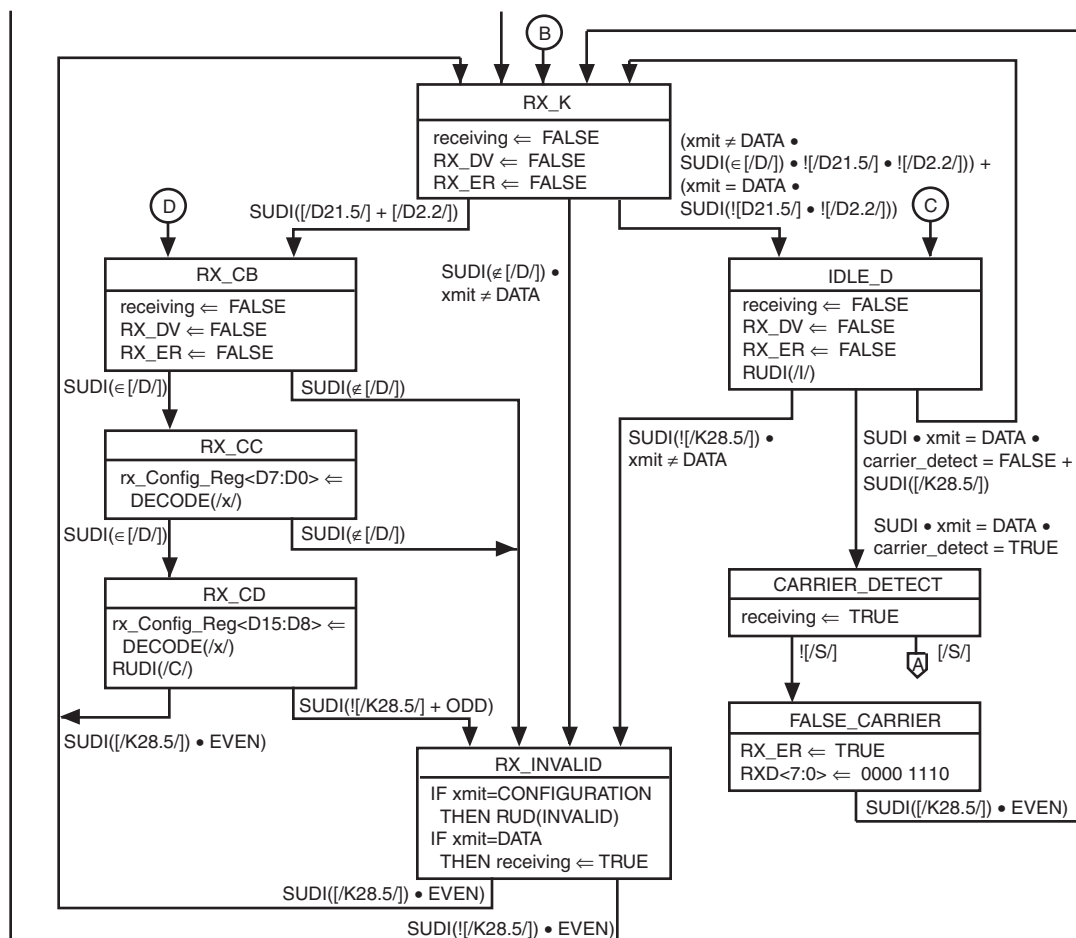 B
RX_K
receiving ⇐ FALSE
RX_DV ⇐ FALSE
RX_ER ⇐ FALSE
(xmit ≠ DATA •
SUDI(∈[/D/]) • ![/D21.5/] • ![/D2.2/])) +
(xmit = DATA •
SUDI(![D21.5/] • ![/D2.2/]))
D
SUDI([/D21.5/] + [/D2.2/])
C
RX_CB
receiving ⇐ FALSE
RX_DV ⇐ FALSE
RX_ER ⇐ FALSE
SUDI(∉[/D/]) •
xmit ≠ DATA
IDLE_D
receiving ⇐ FALSE
RX_DV ⇐ FALSE
RX_ER ⇐ FALSE
RUDI(/I/)
SUDI(∈[/D/])
SUDI(∉[/D/])
SUDI(![/K28.5/]) •
xmit ≠ DATA
SUDI • xmit = DATA •
carrier_detect = FALSE +
SUDI([/K28.5/])
RX_CC
rx_Config_Reg<D7:D0> ⇐
DECODE(/x/)
SUDI(∈[/D/])
SUDI(∉[/D/])
SUDI • xmit = DATA •
carrier_detect = TRUE
RX_CD
rx_Config_Reg<D15:D8> ⇐
DECODE(/x/)
RUDI(/C/)
CARRIER_DETECT
receiving ⇐ TRUE
![/S/]
A
[/S/]
SUDI(![/K28.5/] + ODD)
SUDI([/K28.5/]) • EVEN)
FALSE_CARRIER
RX_ER ⇐ TRUE
RXD<7:0> ⇐ 0000 1110
RX_INVALID
IF xmit=CONFIGURATION
THEN RUD(INVALID)
IF xmit=DATA
THEN receiving ⇐ TRUE
SUDI([/K28.5/]) • EVEN)
SUDI([/K28.5/]) • EVEN)
SUDI(![/K28.5/]) • EVEN)